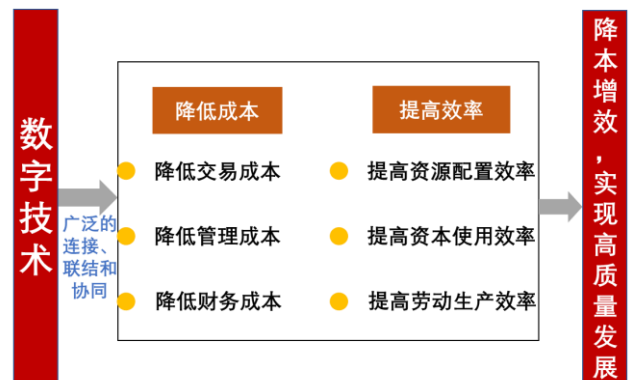 数字技术
广泛的
连接、
联结和
协同
降低成本
降低交易成本
降低管理成本
降低财务成本
提高效率
提高资源配置效率
提高资本使用效率
提高劳动生产效率
降本增效，实现高质量发展